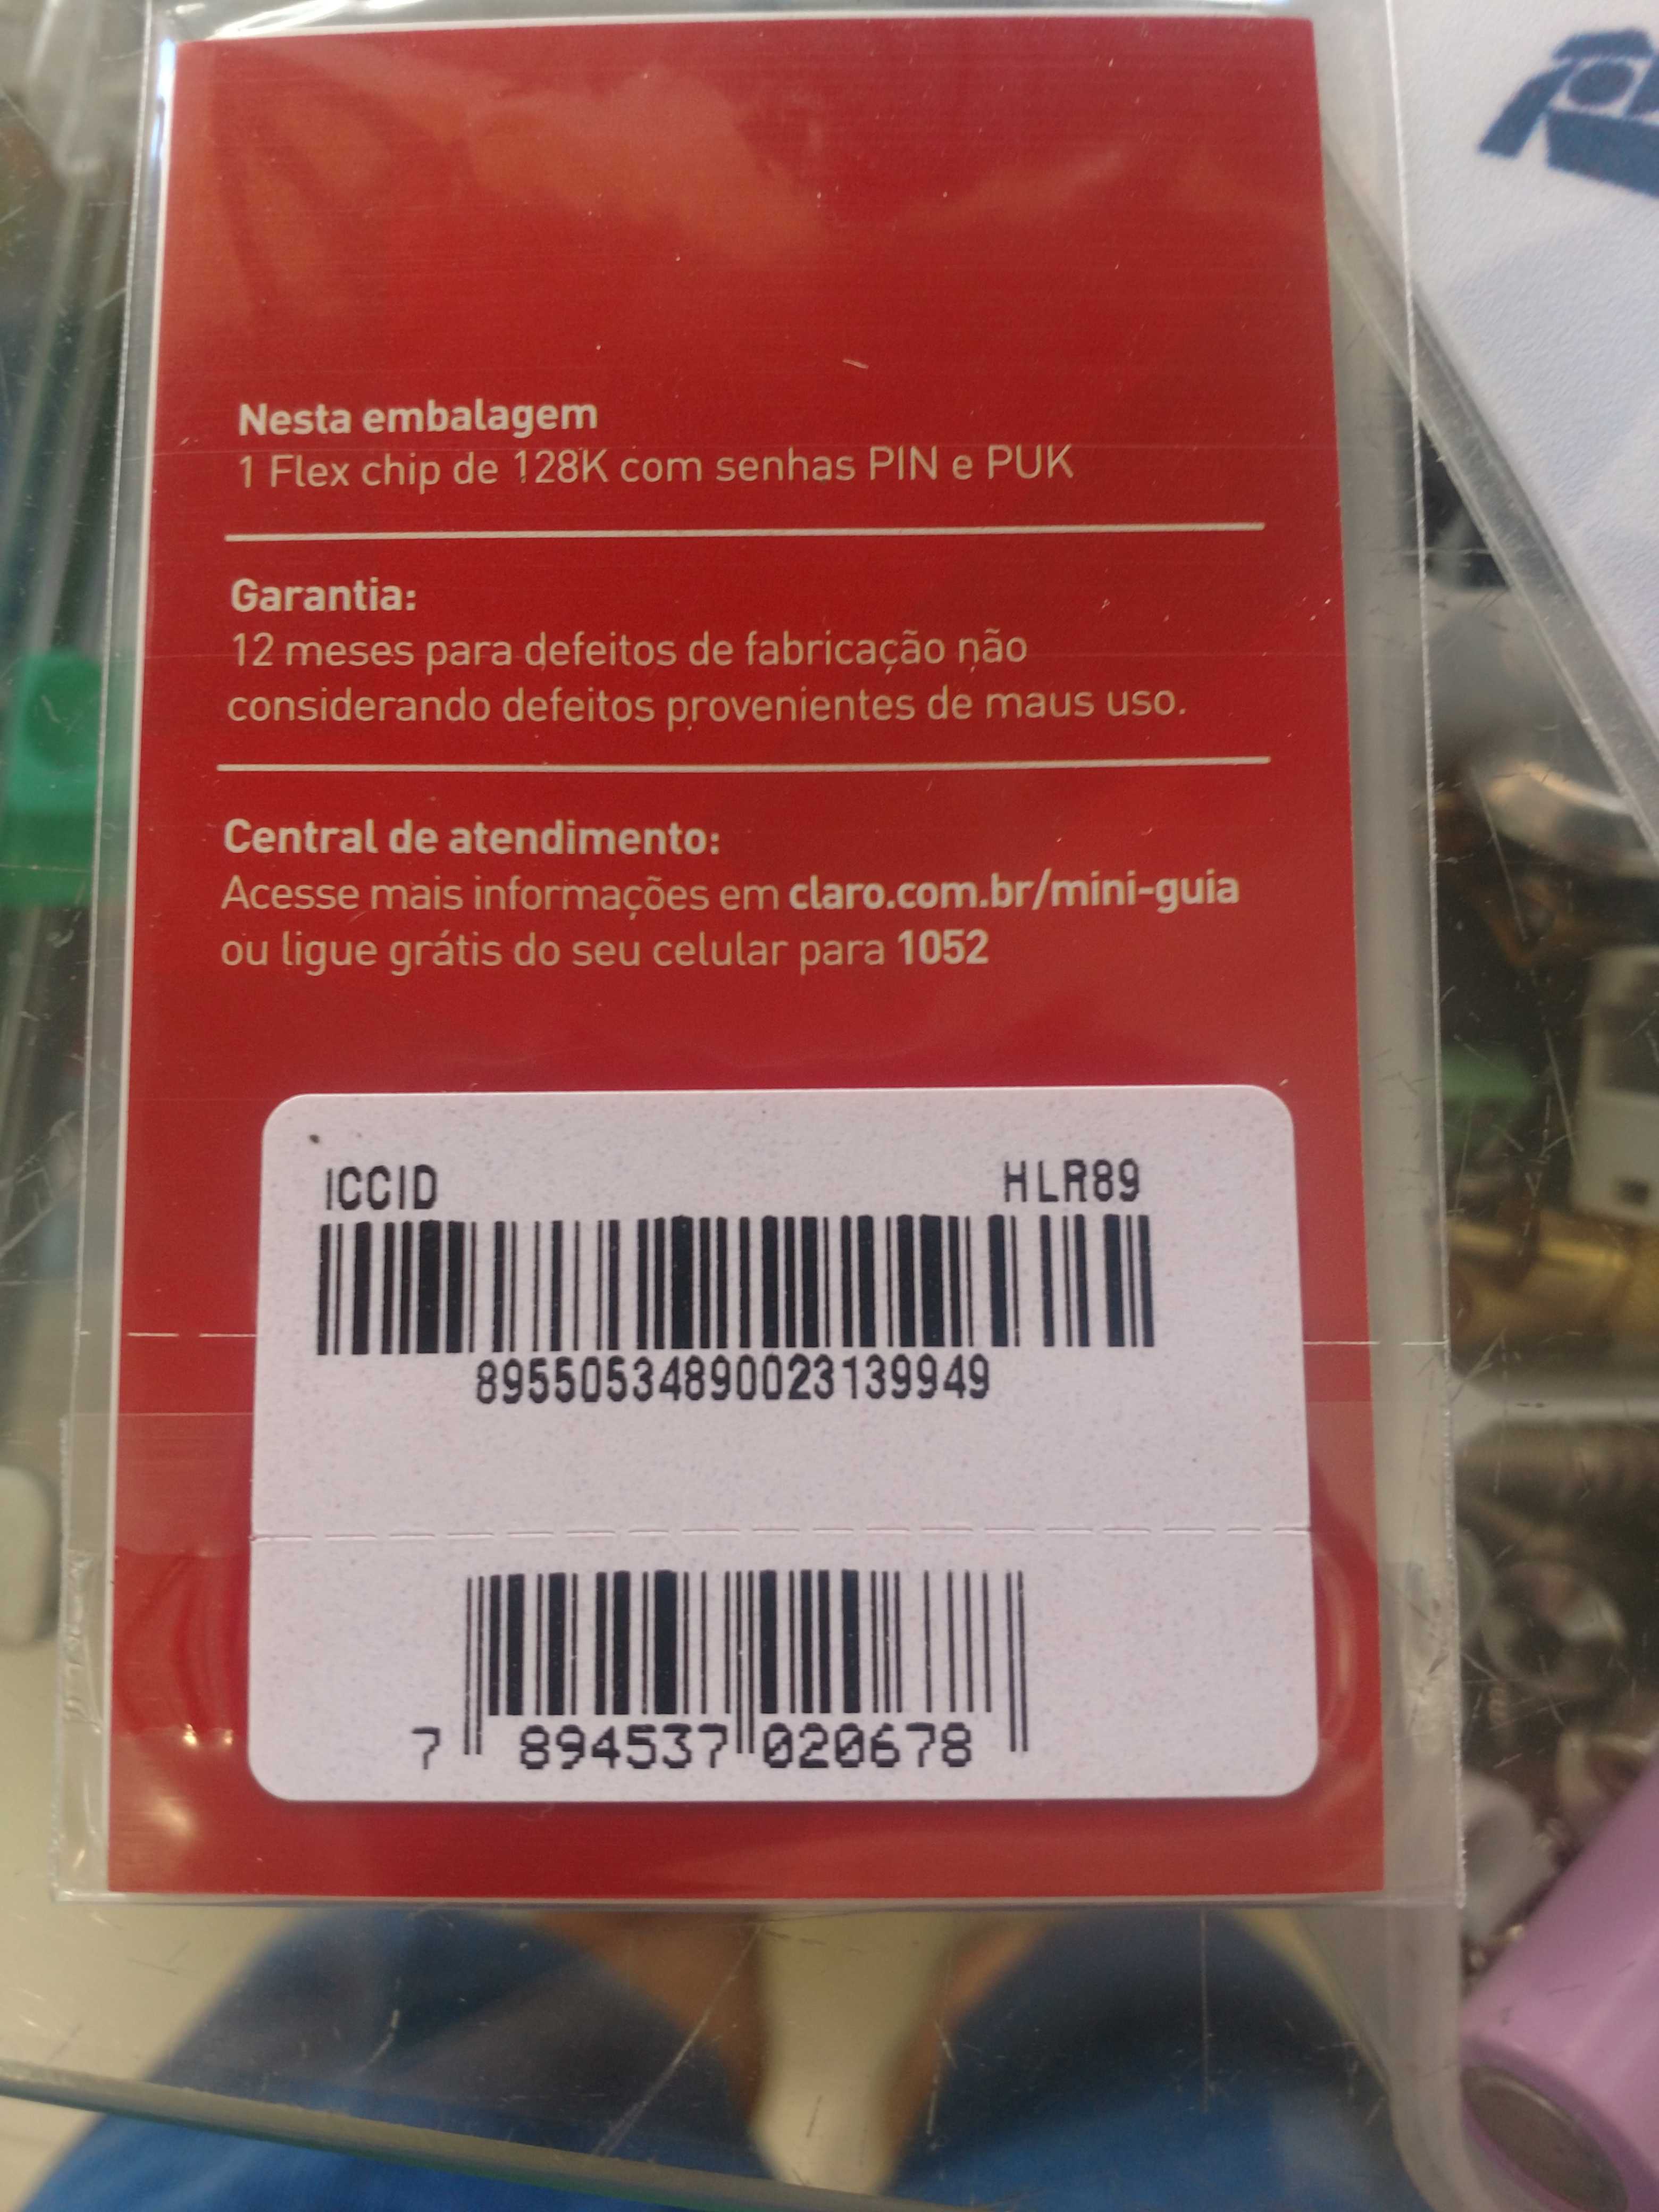 Nesta embalagem
1 Flex chip de 128K com senhas PIN e PUK
Garantia:
12 meses para defeitos de fabricação não
considerando defeitos provenientes de maus uso.
Central de atendimento:
Acesse mais informações em claro.com.br/mini-guia
ou ligue grátis do seu celular para 1052
ICCID HLR89
89550534890023139949
7 894537 020678